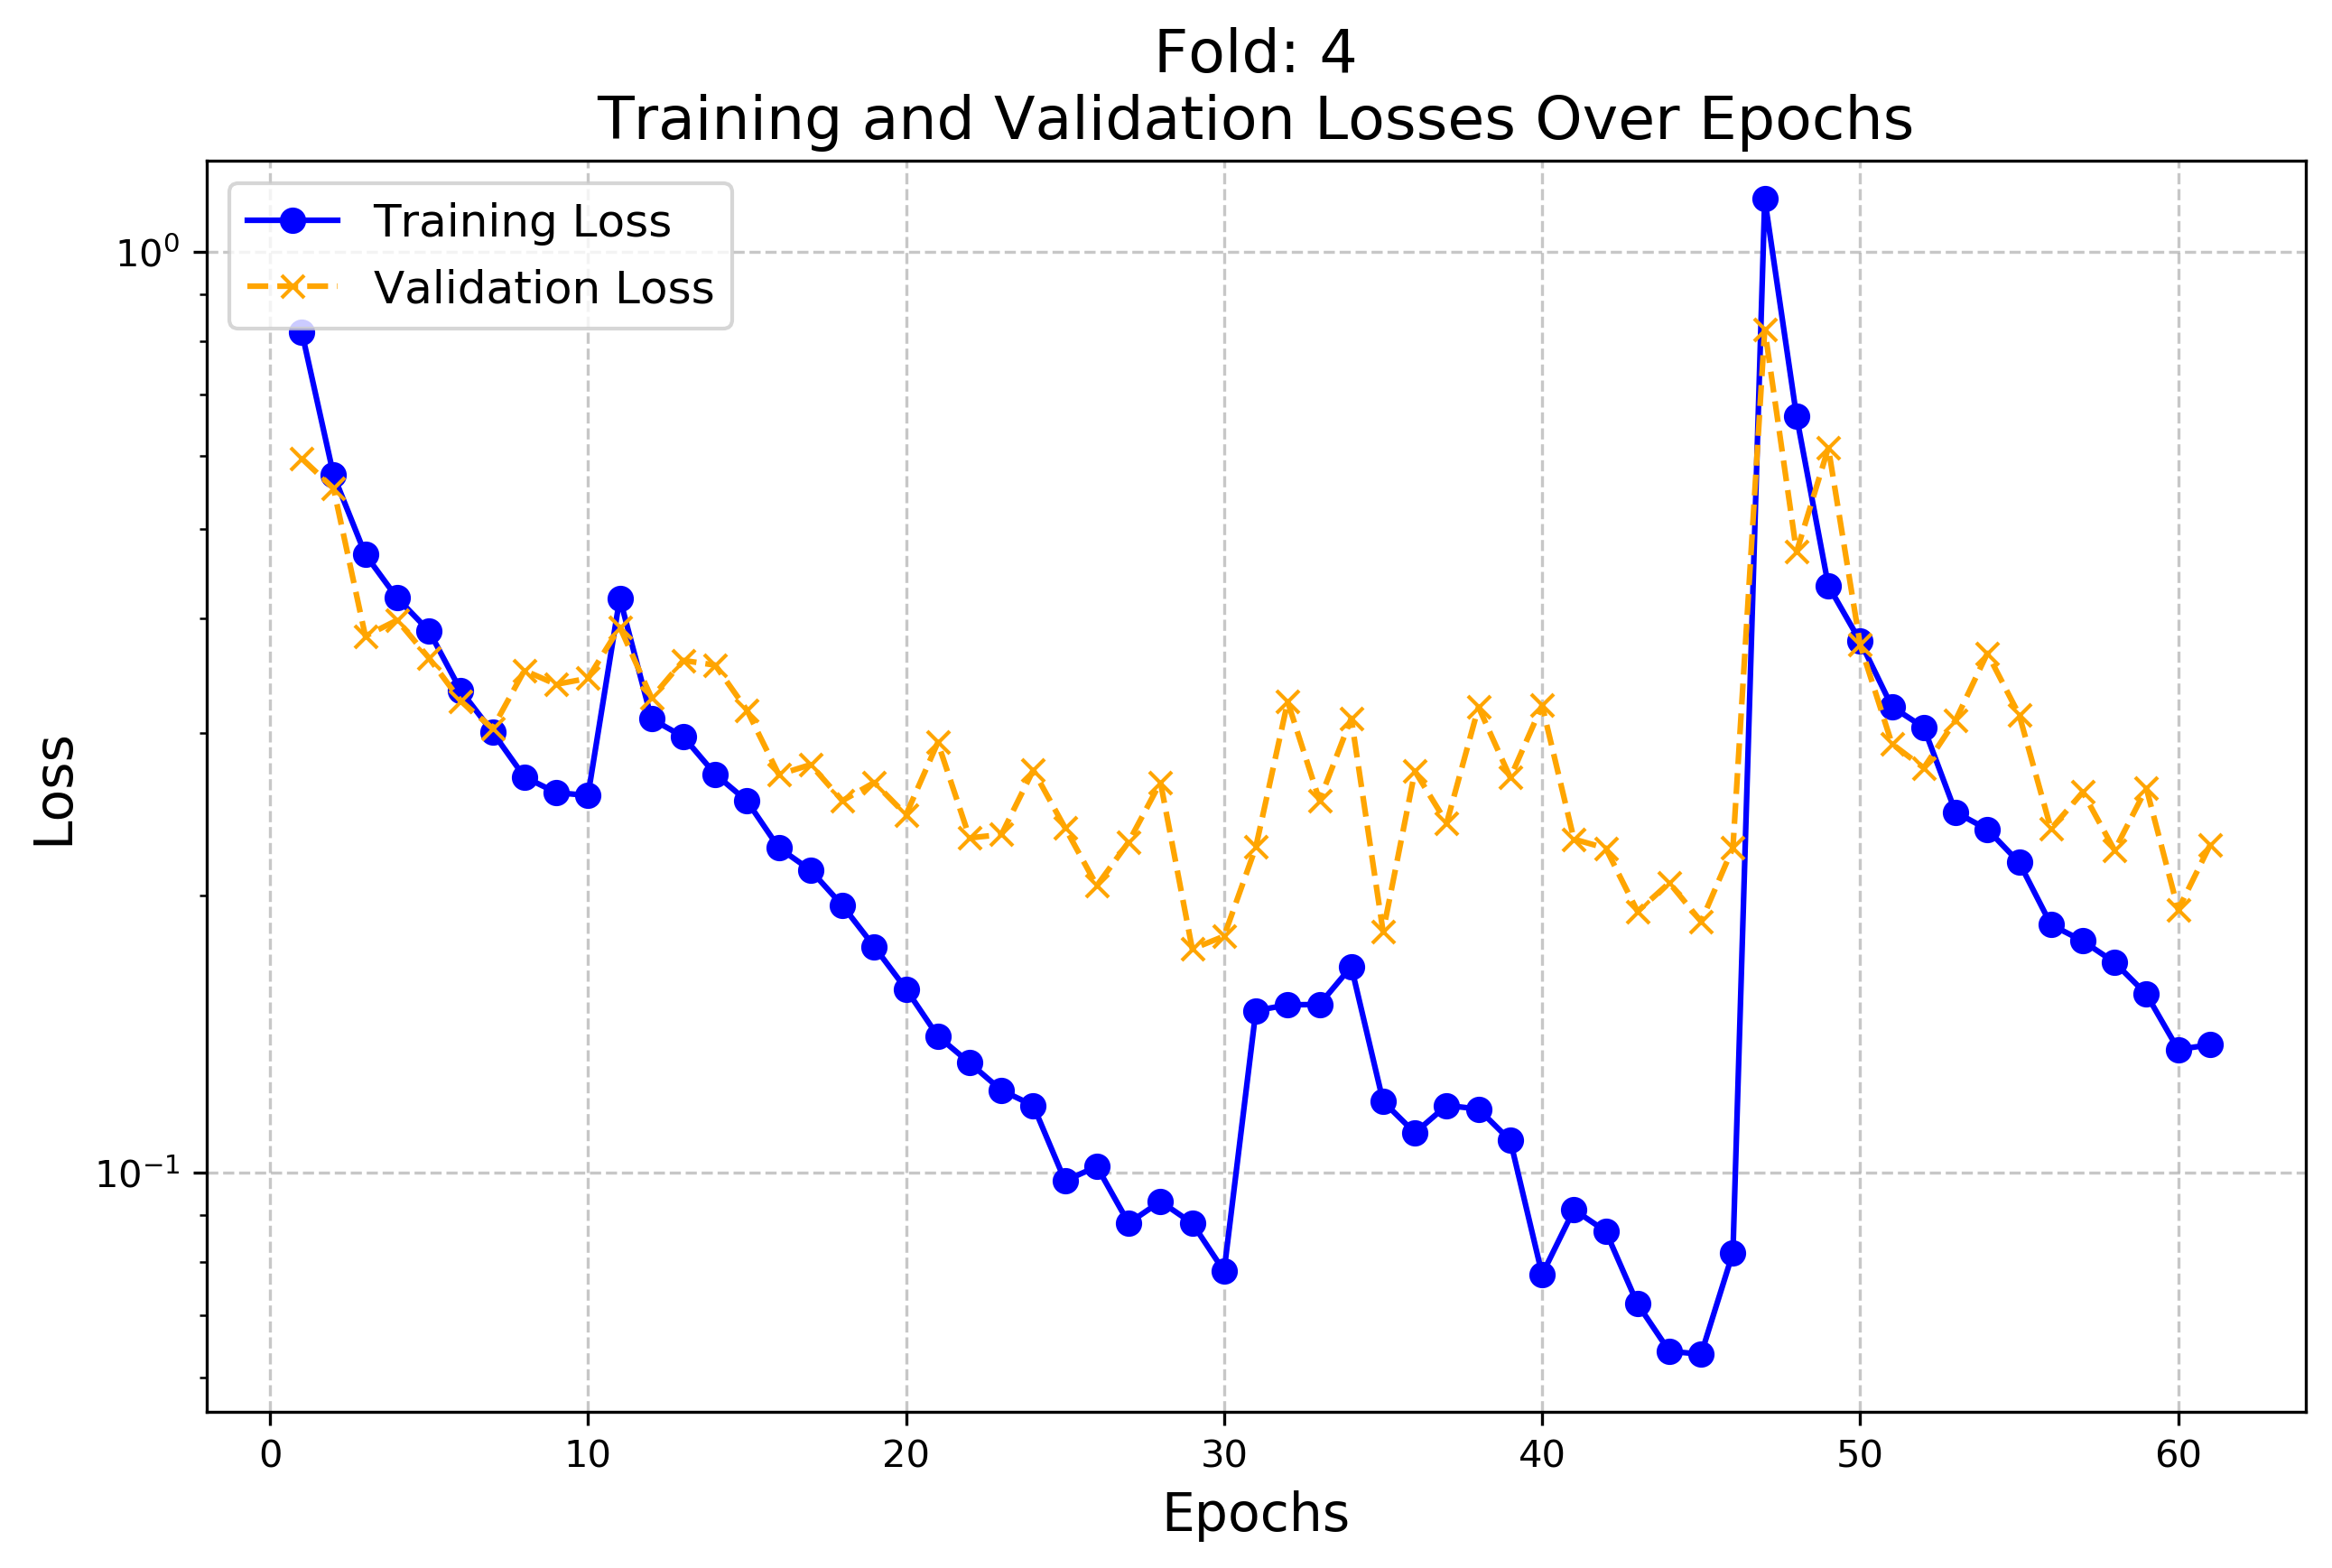 Fold: 4
Training and Validation Losses Over Epochs
Training Loss
Validation Loss
10⁰
10⁻¹
Loss
0 10 20 30 40 50 60
Epochs